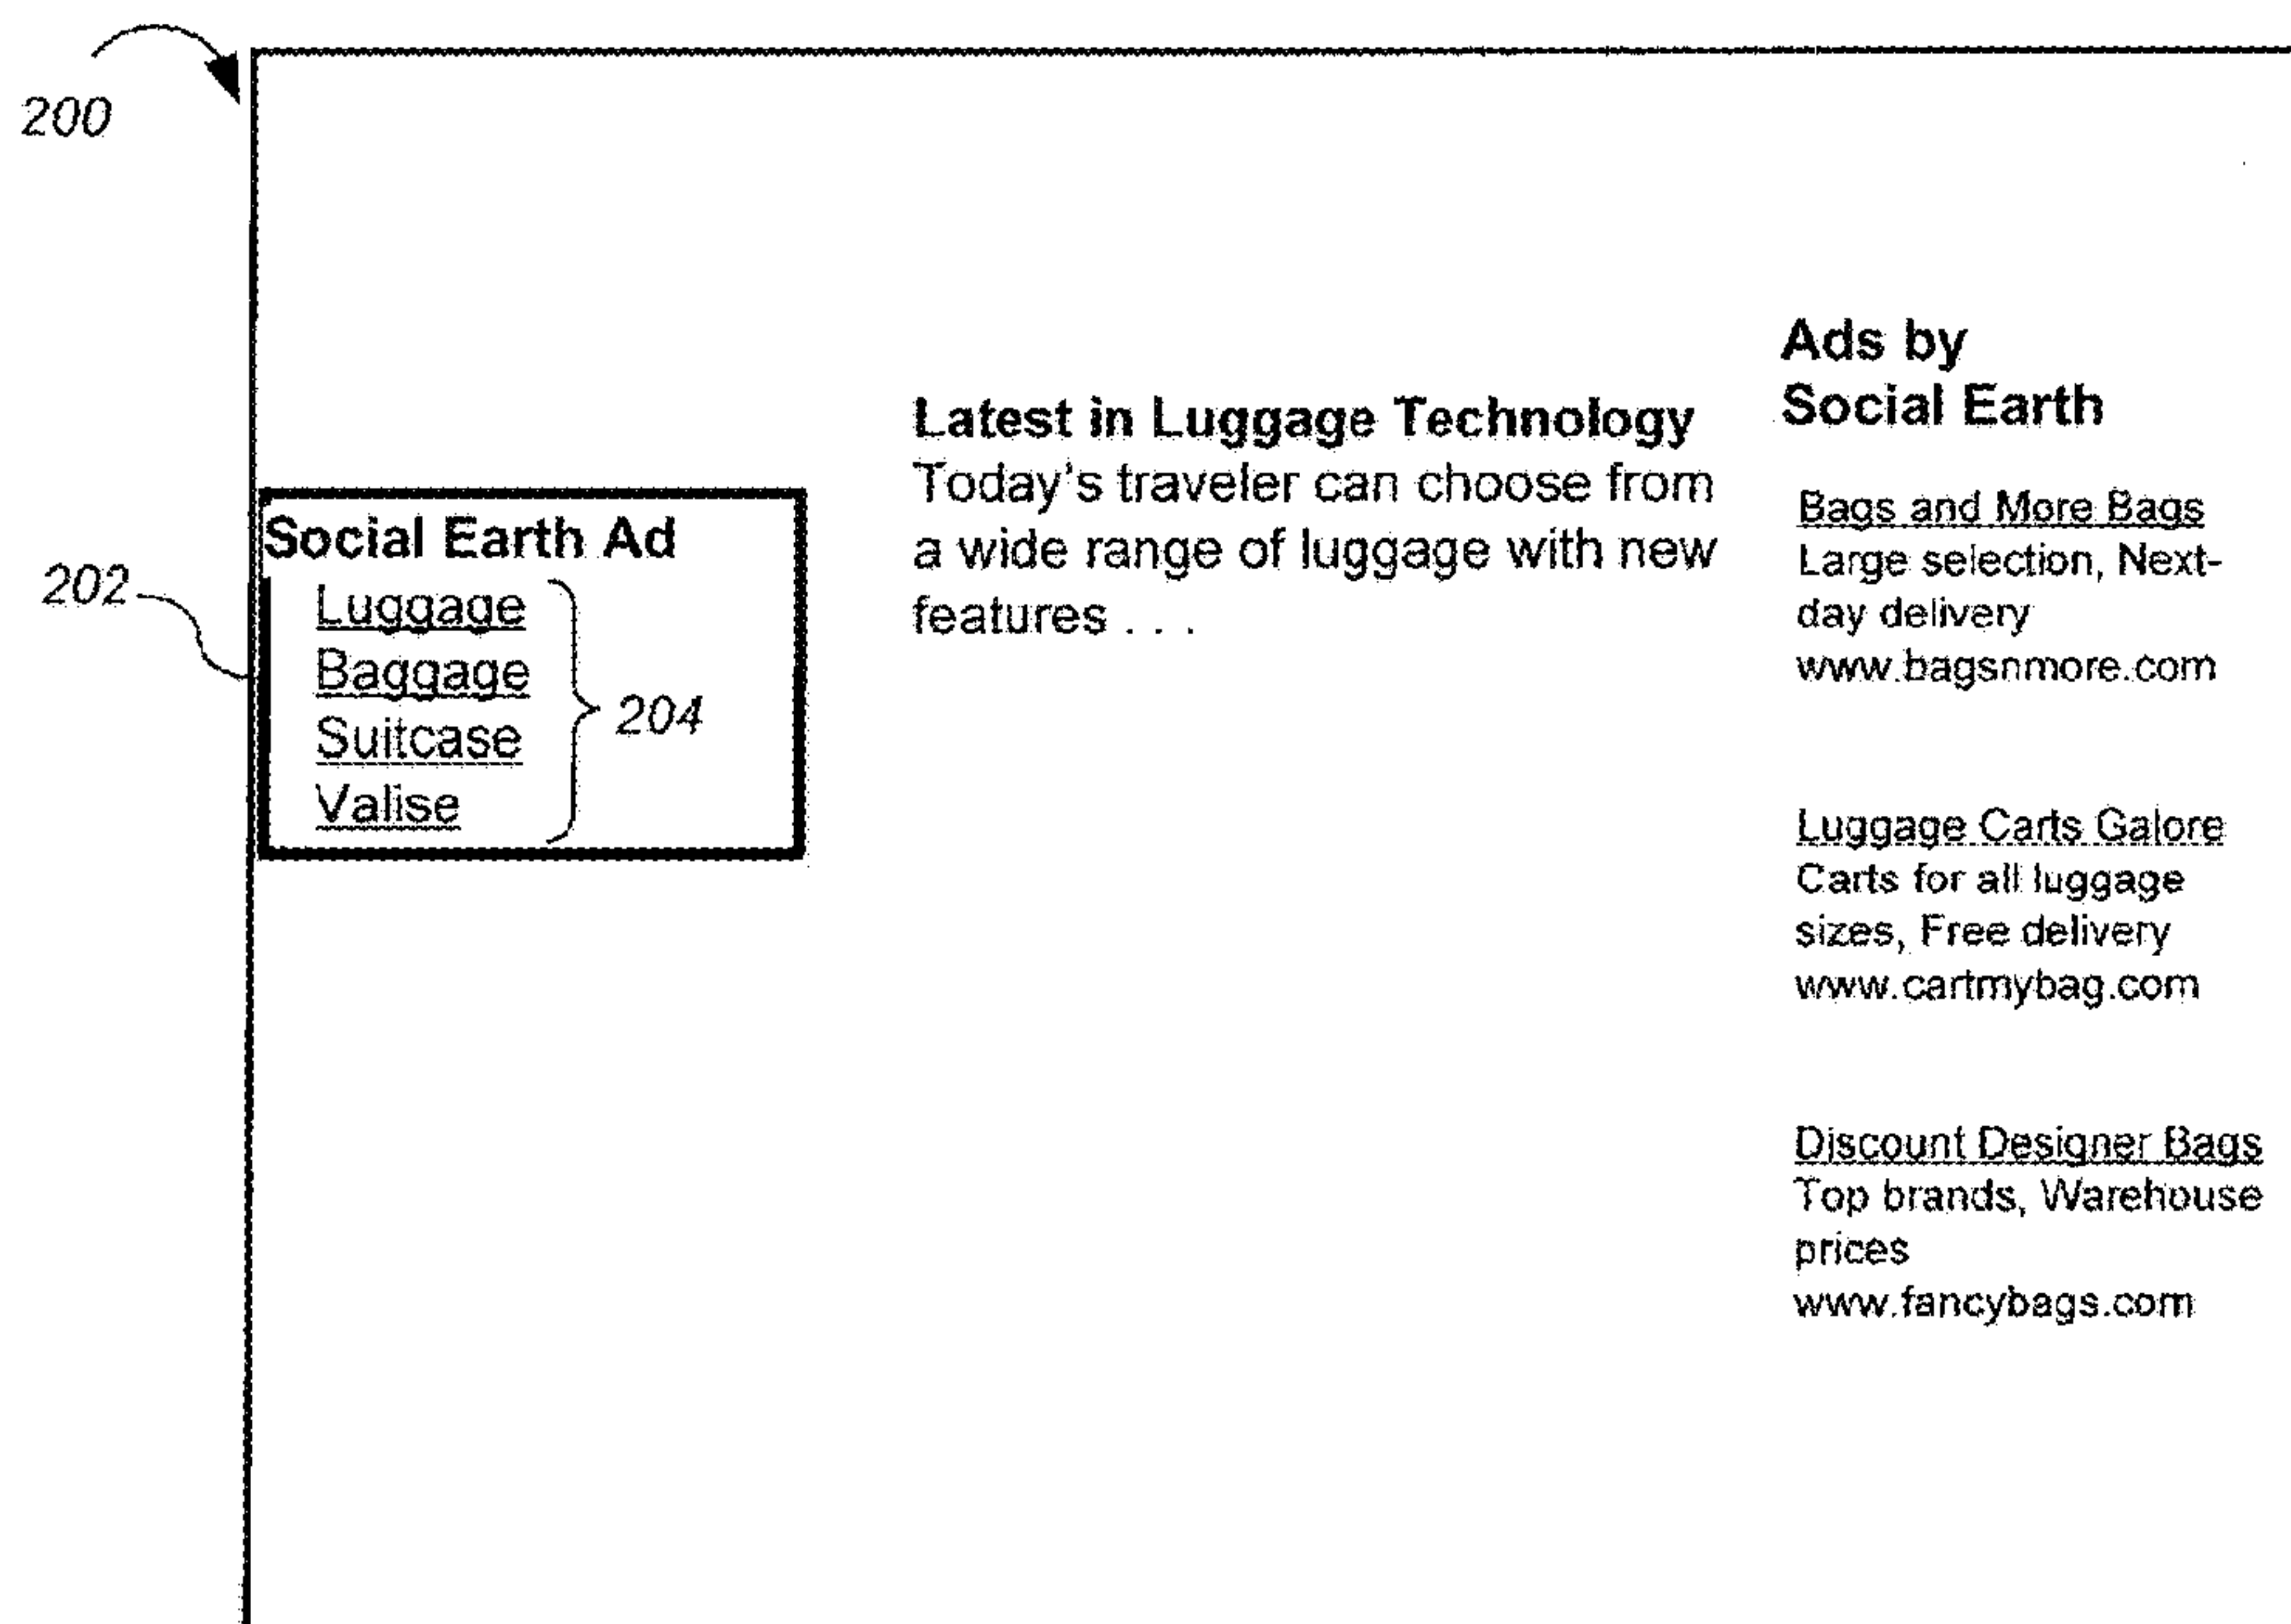 200
202
Social Earth Ad
Luggage
Baggage
Suitcase
Valise
204
Latest in Luggage Technology
Today's traveler can choose from
a wide range of luggage with new
features . . .
Ads by
Social Earth
Bags and More Bags
Large selection, Next-
day delivery
www.bagsnmore.com
Luggage Carts Galore
Carts for all luggage
sizes, Free delivery
www.cartmybag.com
Discount Designer Bags
Top brands, Warehouse
prices
www.fancybags.com